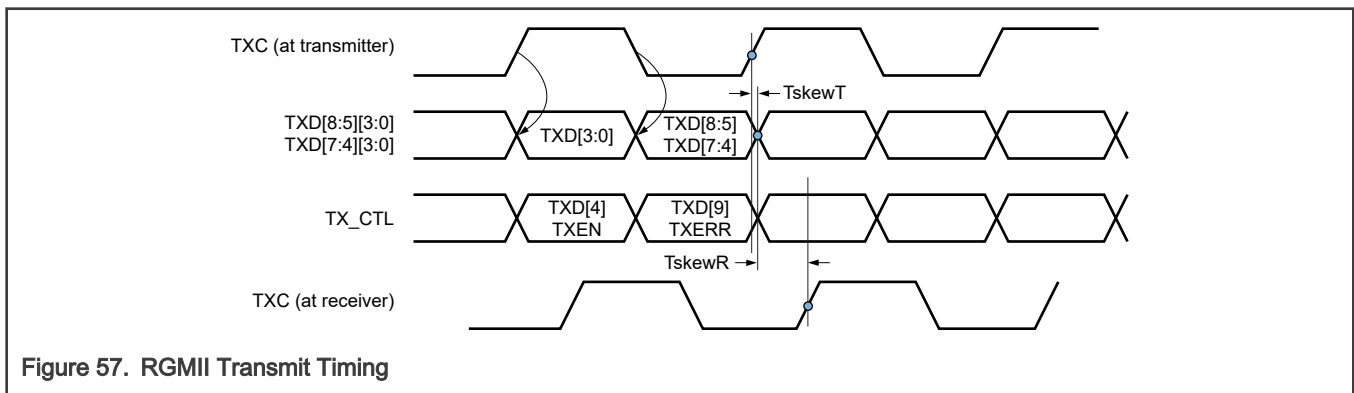 TXC (at transmitter)
TskewT
TXD[8:5][3:0]
TXD[7:4][3:0]
TXD[3:0]
TXD[8:5]
TXD[7:4]
TX_CTL
TXD[4]
TXEN
TXD[9]
TXERR
TskewR
TXC (at receiver)
Figure 57. RGMII Transmit Timing